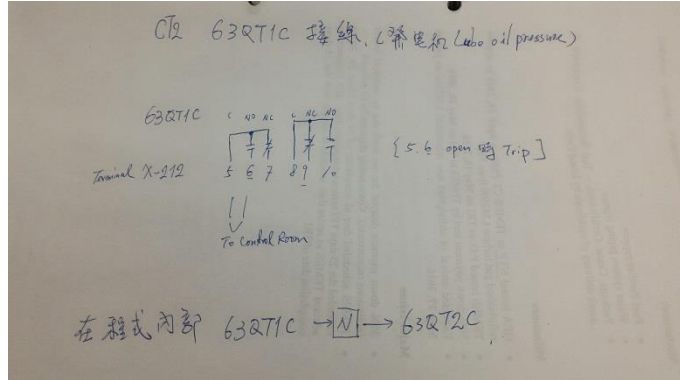 CT2 63QT1C 接線. (發電机 Lube oil pressure)
63QT1C C NO NC C NC NO
Terminal X-212 5 6 7 8 9 10 [5.6 open 時 Trip]
To Control Room
在程式內部 63QT1C → N → 63QT2C.